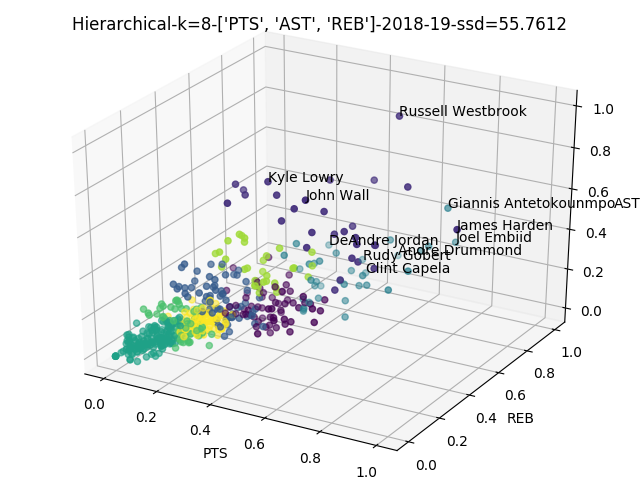 Hierarchical-k=8-['PTS', 'AST', 'REB']-2018-19-ssd=55.7612
Russell Westbrook
Kyle Lowry
John Wall
Giannis Antetokounmpo
AST
James Harden
Joel Embid
DeAndre Jordan
Andre Drummond
Rudy Gobert
Clint Capela
1.0
0.8
0.6
0.4
0.2
0.0
0.0
0.2
0.4
0.6
0.8
1.0
PTS
0.0
0.2
0.4
0.6
0.8
1.0
REB